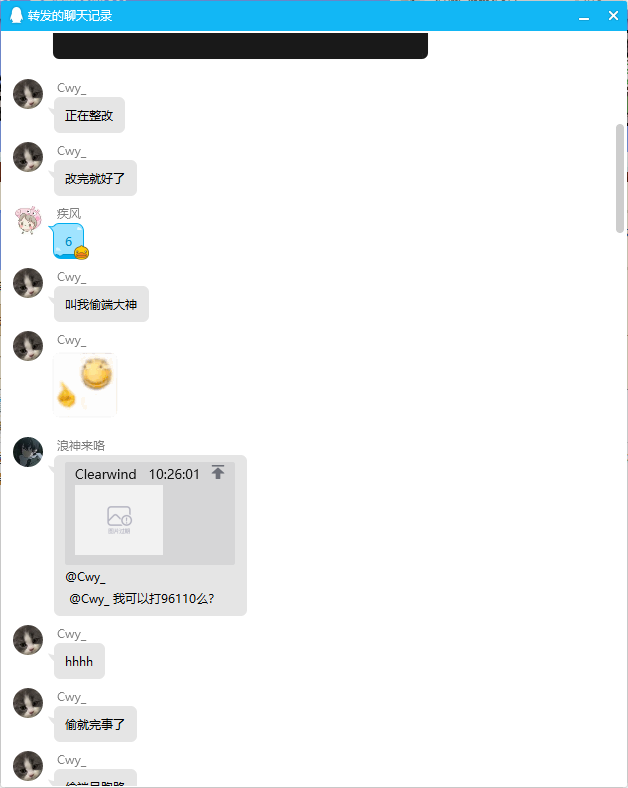 转发的聊天记录
Cwy_
正在整改
Cwy_
改完就好了
疾风
6
Cwy_
叫我偷端大神
Cwy_
浪神来咯
Clearwind 10:26:01
图片过期
@Cwy_
@Cwy_ 我可以打96110么?
Cwy_
hhhh
Cwy_
偷就完事了
Cwy_